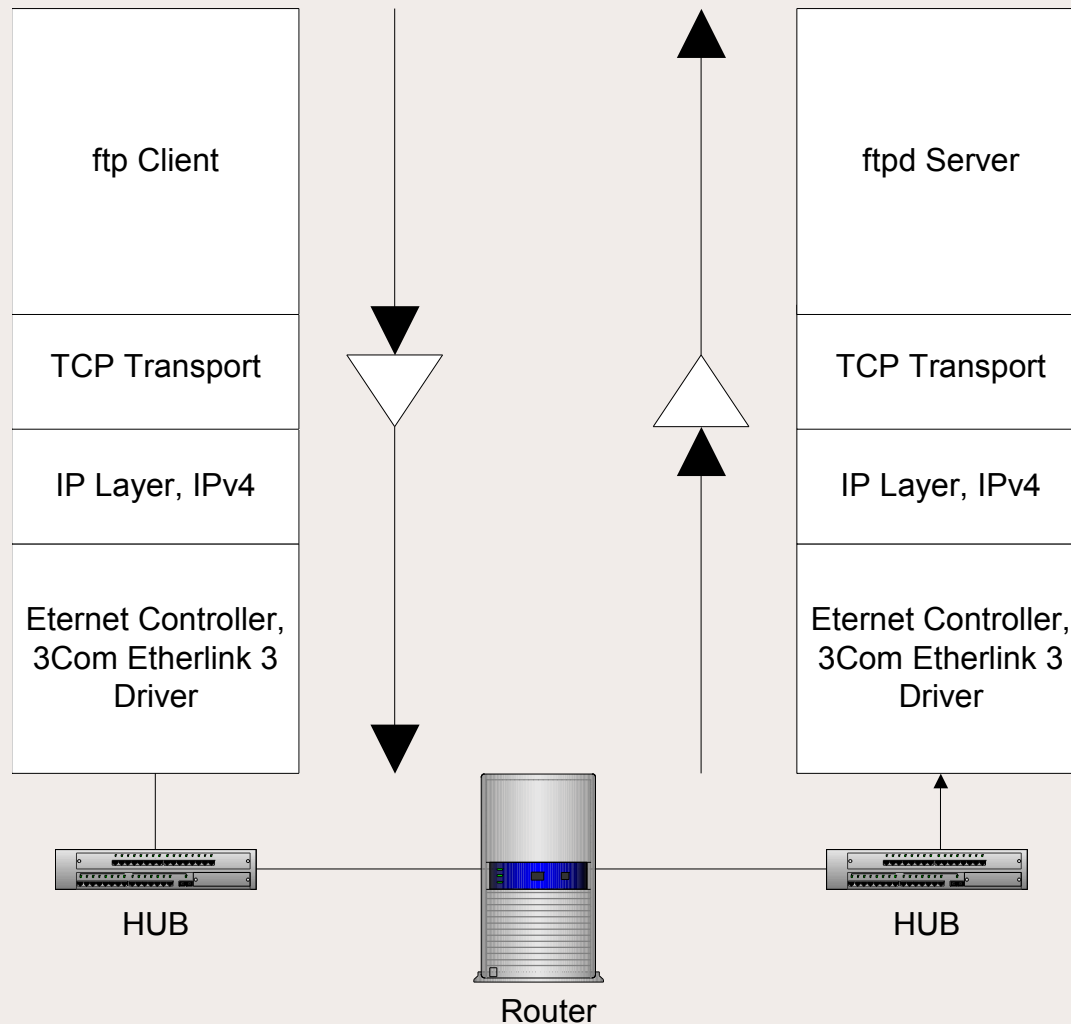 ftp Client
ftpd Server
TCP Transport
TCP Transport
IP Layer, IPv4
IP Layer, IPv4
Eternet Controller,
3Com Etherlink 3
Driver
Eternet Controller,
3Com Etherlink 3
Driver
HUB
HUB
Router